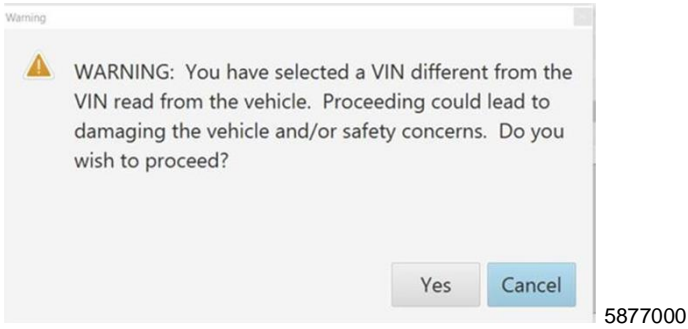 Warning
WARNING:  You have selected a VIN different from the
VIN read from the vehicle.  Proceeding could lead to
damaging the vehicle and/or safety concerns.  Do you
wish to proceed?
Yes
Cancel
5877000